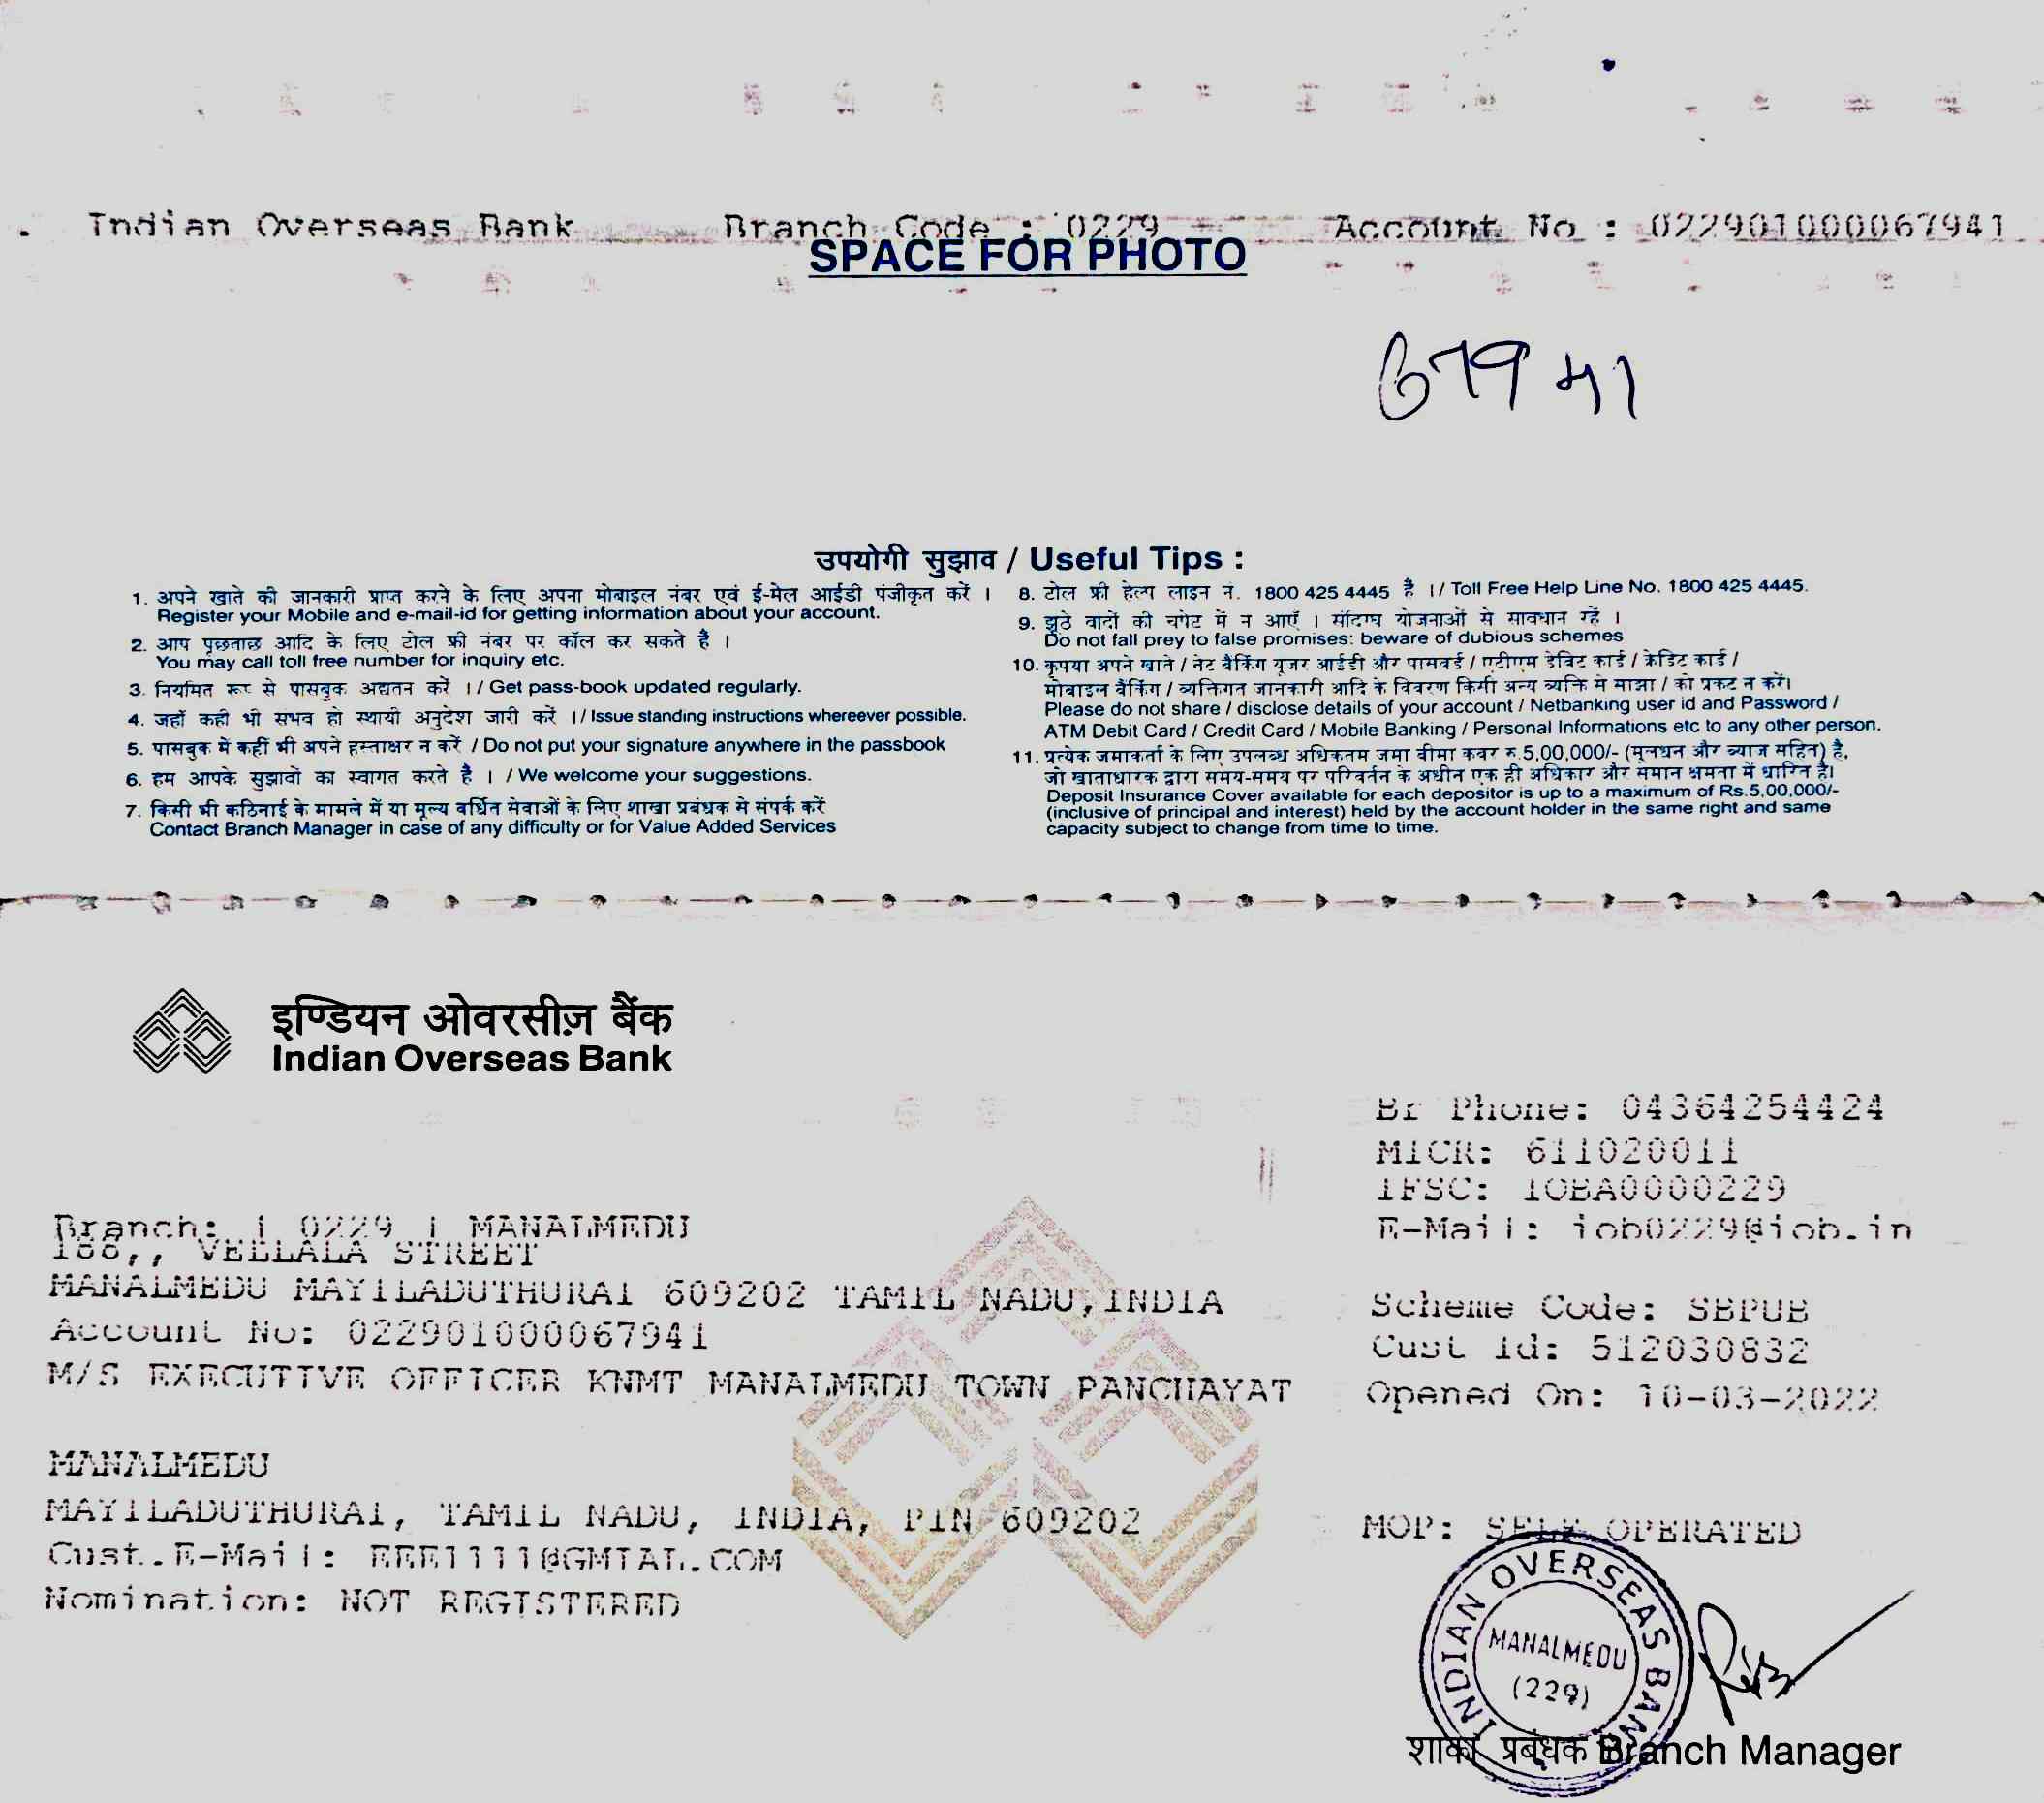 Indian Overseas Bank Branch Code : 0229 Account No : 022901000067941
SPACE FOR PHOTO
67941
उपयोगी सुझाव / Useful Tips :
1. अपने खाते की जानकारी प्राप्त करने के लिए अपना मोबाइल नंबर एवं ई-मेल आईडी पंजीकृत करें ।
Register your Mobile and e-mail-id for getting information about your account.
2. आप पूछताछ आदि के लिए टोल फ्री नंबर पर कॉल कर सकते हैं ।
You may call toll free number for inquiry etc.
3. नियमित रूप से पासबुक अद्यतन करें ।/ Get pass-book updated regularly.
4. जहाँ कहीं भी संभव हो स्थायी अनुदेश जारी करें ।/ Issue standing instructions whereever possible.
5. पासबुक में कहीं भी अपने हस्ताक्षर न करें / Do not put your signature anywhere in the passbook
6. हम आपके सुझावों का स्वागत करते हैं । / We welcome your suggestions.
7. किसी भी कठिनाई के मामले में या मूल्य वर्धित सेवाओं के लिए शाखा प्रबंधक से संपर्क करें
Contact Branch Manager in case of any difficulty or for Value Added Services
8. टोल फ्री हेल्प लाइन नं. 1800 425 4445 है ।/ Toll Free Help Line No. 1800 425 4445.
9. झूठे वादों की चपेट में न आएँ । संदिग्ध योजनाओं से सावधान रहें ।
Do not fall prey to false promises: beware of dubious schemes
10. कृपया अपने खाते / नेट बैंकिंग यूजर आईडी और पासवर्ड / एटीएम डेबिट कार्ड / क्रेडिट कार्ड /
मोबाइल बैंकिंग / व्यक्तिगत जानकारी आदि के विवरण किसी अन्य व्यक्ति से साझा / को प्रकट न करें।
Please do not share / disclose details of your account / Netbanking user id and Password /
ATM Debit Card / Credit Card / Mobile Banking / Personal Informations etc to any other person.
11. प्रत्येक जमाकर्ता के लिए उपलब्ध अधिकतम जमा बीमा कवर रु.5,00,000/- (मूलधन और ब्याज सहित) है,
जो खाताधारक द्वारा समय-समय पर परिवर्तन के अधीन एक ही अधिकार और समान क्षमता में धारित है।
Deposit Insurance Cover available for each depositor is up to a maximum of Rs.5,00,000/-
(inclusive of principal and interest) held by the account holder in the same right and same
capacity subject to change from time to time.
इण्डियन ओवरसीज़ बैंक
Indian Overseas Bank
Br Phone: 04364254424
MICR: 611020011
IFSC: IOBA0000229
E-Mail: iob0229@iob.in
Branch: | 0229 | MANALMEDU
188,, VELLALA STREET
MANALMEDU MAYILADUTHURAI 609202 TAMIL NADU,INDIA
Account No: 022901000067941
M/S EXECUTIVE OFFICER KNMT MANALMEDU TOWN PANCHAYAT
Scheme Code: SBPUB
Cust Id: 512030832
Opened On: 10-03-2022
MANALMEDU
MAYILADUTHURAI, TAMIL NADU, INDIA, PIN 609202
Cust.E-Mail: EEE1111@GMIAL.COM
Nomination: NOT REGISTERED
MOP: SELF OPERATED
INDIAN OVERSEAS BANK
MANALMEDU
(229)
शाखा प्रबंधक Branch Manager